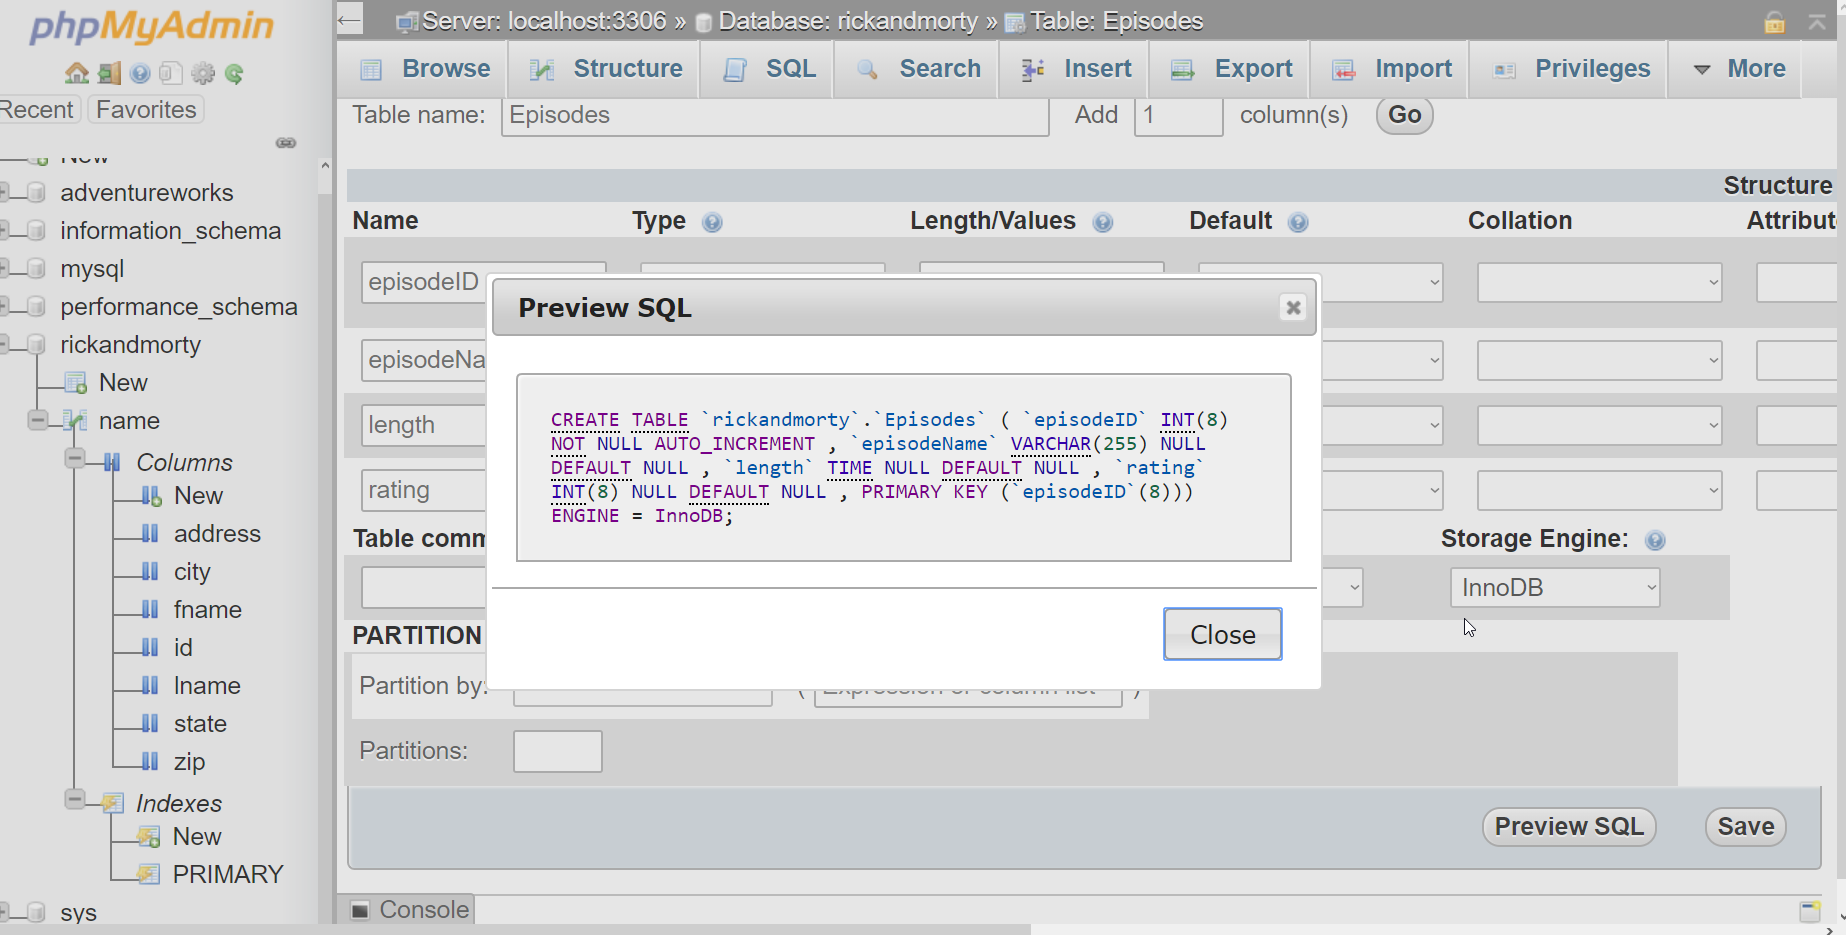 phpMyAdmin
Recent
Favorites
New
adventureworks
information_schema
mysql
performance_schema
rickandmorty
New
name
Columns
New
address
city
fname
id
lname
state
zip
Indexes
New
PRIMARY
sys
Server: localhost:3306 » Database: rickandmorty » Table: Episodes
Browse Structure SQL Search Insert Export Import Privileges More
Table name: Episodes Add 1 column(s) Go
Structure
Name Type Length/Values Default Collation Attribut
episodeID
episodeNa
length
rating
Preview SQL
CREATE TABLE `rickandmorty`.`Episodes` ( `episodeID` INT(8)
NOT NULL AUTO_INCREMENT , `episodeName` VARCHAR(255) NULL
DEFAULT NULL , `length` TIME NULL DEFAULT NULL , `rating`
INT(8) NULL DEFAULT NULL , PRIMARY KEY (`episodeID`(8)))
ENGINE = InnoDB;
Close
Table comm
Storage Engine:
InnoDB
PARTITION
Partition by: ( Expression or column list )
Partitions:
Preview SQL Save
Console